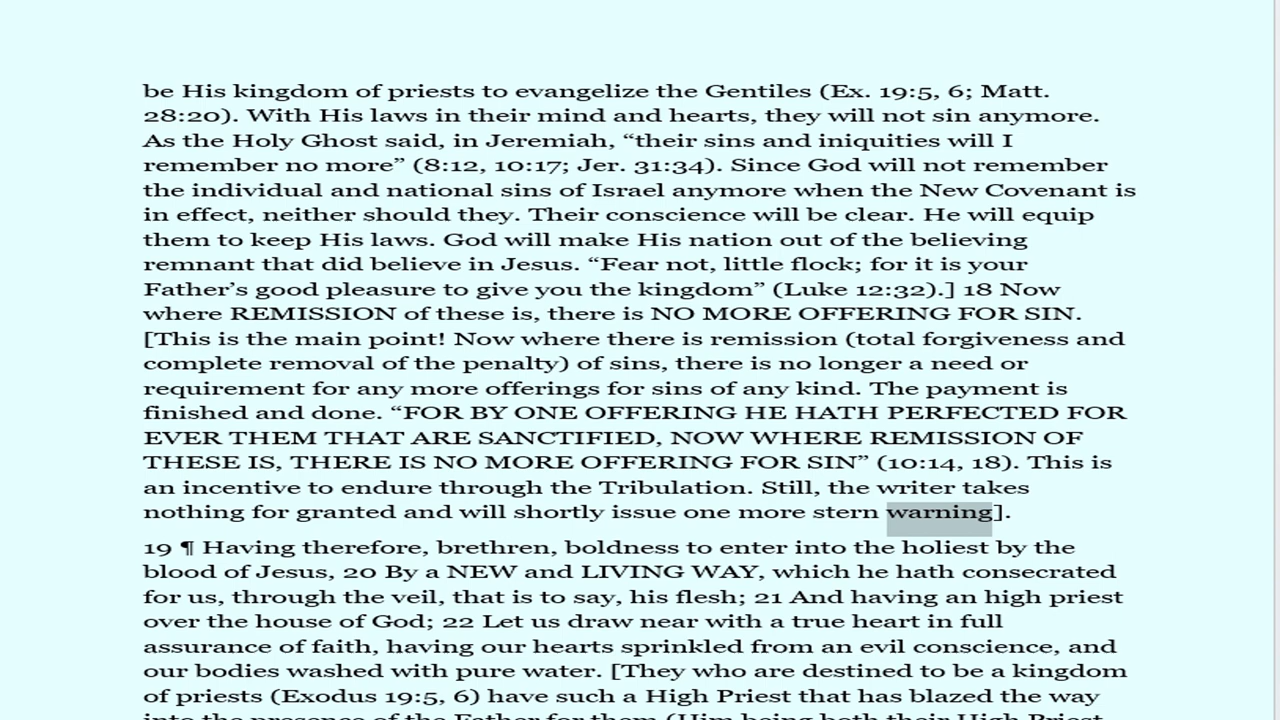 be His kingdom of priests to evangelize the Gentiles (Ex. 19:5, 6; Matt.
28:20). With His laws in their mind and hearts, they will not sin anymore.
As the Holy Ghost said, in Jeremiah, “their sins and iniquities will I
remember no more” (8:12, 10:17; Jer. 31:34). Since God will not remember
the individual and national sins of Israel anymore when the New Covenant is
in effect, neither should they. Their conscience will be clear. He will equip
them to keep His laws. God will make His nation out of the believing
remnant that did believe in Jesus. “Fear not, little flock; for it is your
Father’s good pleasure to give you the kingdom” (Luke 12:32).] 18 Now
where REMISSION of these is, there is NO MORE OFFERING FOR SIN.
[This is the main point! Now where there is remission (total forgiveness and
complete removal of the penalty) of sins, there is no longer a need or
requirement for any more offerings for sins of any kind. The payment is
finished and done. “FOR BY ONE OFFERING HE HATH PERFECTED FOR
EVER THEM THAT ARE SANCTIFIED, NOW WHERE REMISSION OF
THESE IS, THERE IS NO MORE OFFERING FOR SIN” (10:14, 18). This is
an incentive to endure through the Tribulation. Still, the writer takes
nothing for granted and will shortly issue one more stern warning].
19 ¶ Having therefore, brethren, boldness to enter into the holiest by the
blood of Jesus, 20 By a NEW and LIVING WAY, which he hath consecrated
for us, through the veil, that is to say, his flesh; 21 And having an high priest
over the house of God; 22 Let us draw near with a true heart in full
assurance of faith, having our hearts sprinkled from an evil conscience, and
our bodies washed with pure water. [They who are destined to be a kingdom
of priests (Exodus 19:5, 6) have such a High Priest that has blazed the way
into the presence of the Father for them (Him being both their High Priest